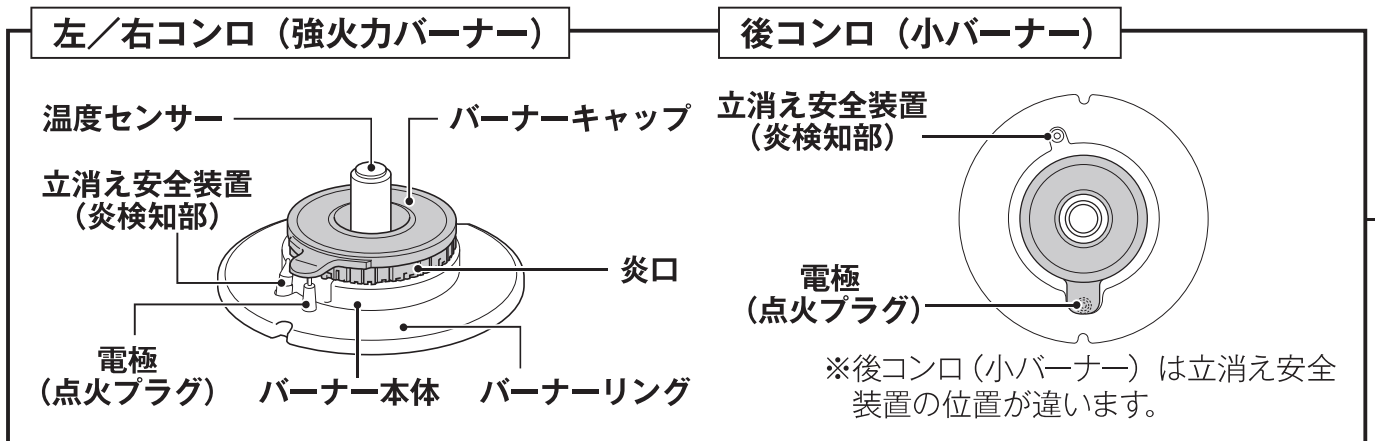 左／右コンロ（強火力バーナー）
温度センサー
バーナーキャップ
立消え安全装置
（炎検知部）
炎口
電極
（点火プラグ）
バーナー本体
バーナーリング
後コンロ（小バーナー）
立消え安全装置
（炎検知部）
電極
（点火プラグ）
※後コンロ（小バーナー）は立消え安全
装置の位置が違います。